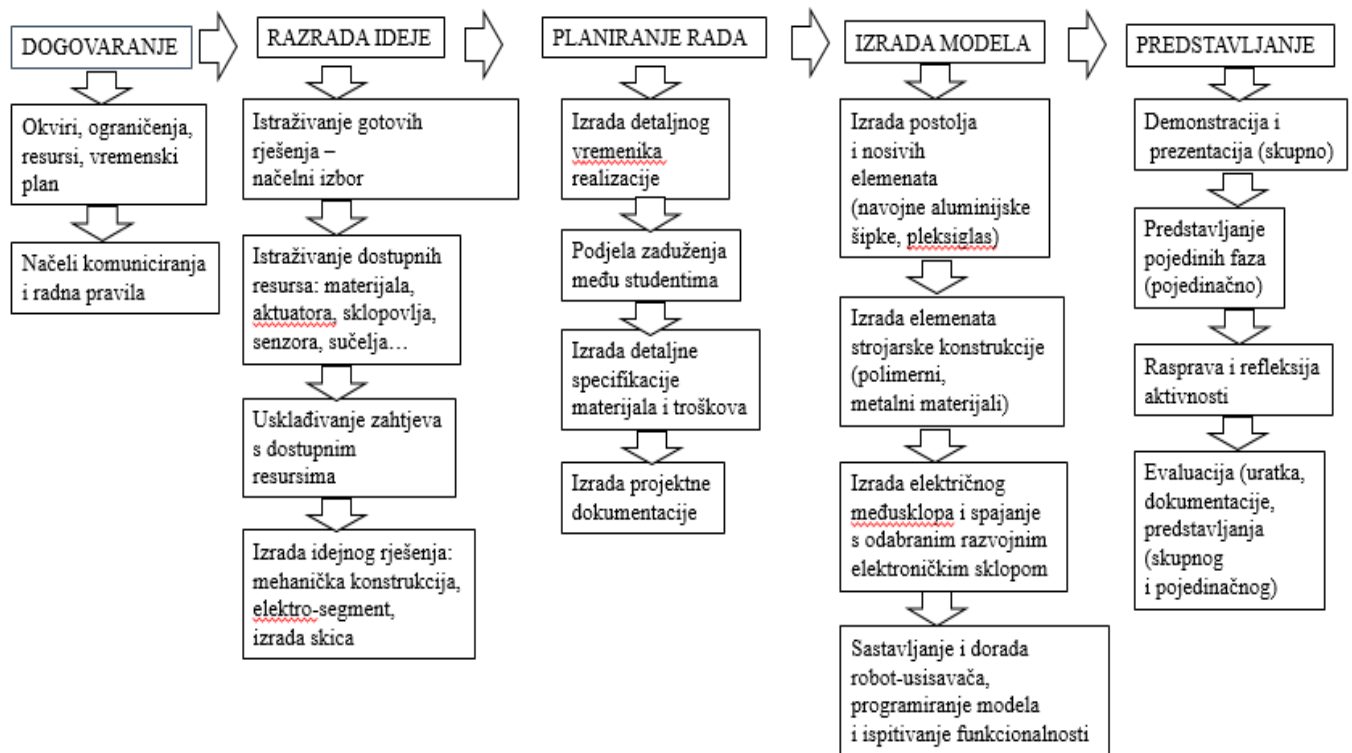 DOGOVARANJE
Okviri, ograničenja,
resursi, vremenski
plan
Načeli komuniciranja
i radna pravila
RAZRADA IDEJE
Istraživanje gotovih
rješenja –
načelni izbor
Istraživanje dostupnih
resursa: materijala,
aktuatora, sklopovlja,
senzora, sučelja…
Usklađivanje zahtjeva
s dostupnim
resursima
Izrada idejnog rješenja:
mehanička konstrukcija,
elektro-segment,
izrada skica
PLANIRANJE RADA
Izrada detaljnog
vremenika
realizacije
Podjela zaduženja
među studentima
Izrada detaljne
specifikacije
materijala i troškova
Izrada projektne
dokumentacije
IZRADA MODELA
Izrada postolja
i nosivih
elemenata
(navojne aluminijske
šipke, pleksiglas)
Izrada elemenata
strojarske konstrukcije
(polimerni,
metalni materijali)
Izrada električnog
međusklopa i spajanje
s odabranim razvojnim
elektroničkim sklopom
Sastavljanje i dorada
robot-usisavača,
programiranje modela
i ispitivanje funkcionalnosti
PREDSTAVLJANJE
Demonstracija i
prezentacija (skupno)
Predstavljanje
pojedinih faza
(pojedinačno)
Rasprava i refleksija
aktivnosti
Evaluacija (uratka,
dokumentacije,
predstavljanja
(skupnog
i pojedinačnog)